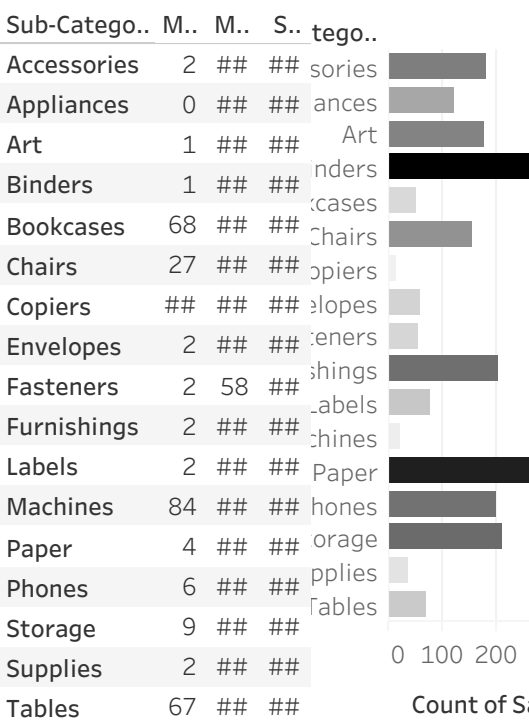 Sub-Catego.. M.. M.. S..
Accessories 2 ## ##
Appliances 0 ## ##
Art 1 ## ##
Binders 1 ## ##
Bookcases 68 ## ##
Chairs 27 ## ##
Copiers ## ## ##
Envelopes 2 ## ##
Fasteners 2 58 ##
Furnishings 2 ## ##
Labels 2 ## ##
Machines 84 ## ##
Paper 4 ## ##
Phones 6 ## ##
Storage 9 ## ##
Supplies 2 ## ##
Tables 67 ## ##
tego..
sories
ances
Art
inders
kcases
Chairs
opiers
elopes
teners
shings
Labels
chines
Paper
hones
orage
pplies
Tables
0 100 200
Count of Sa